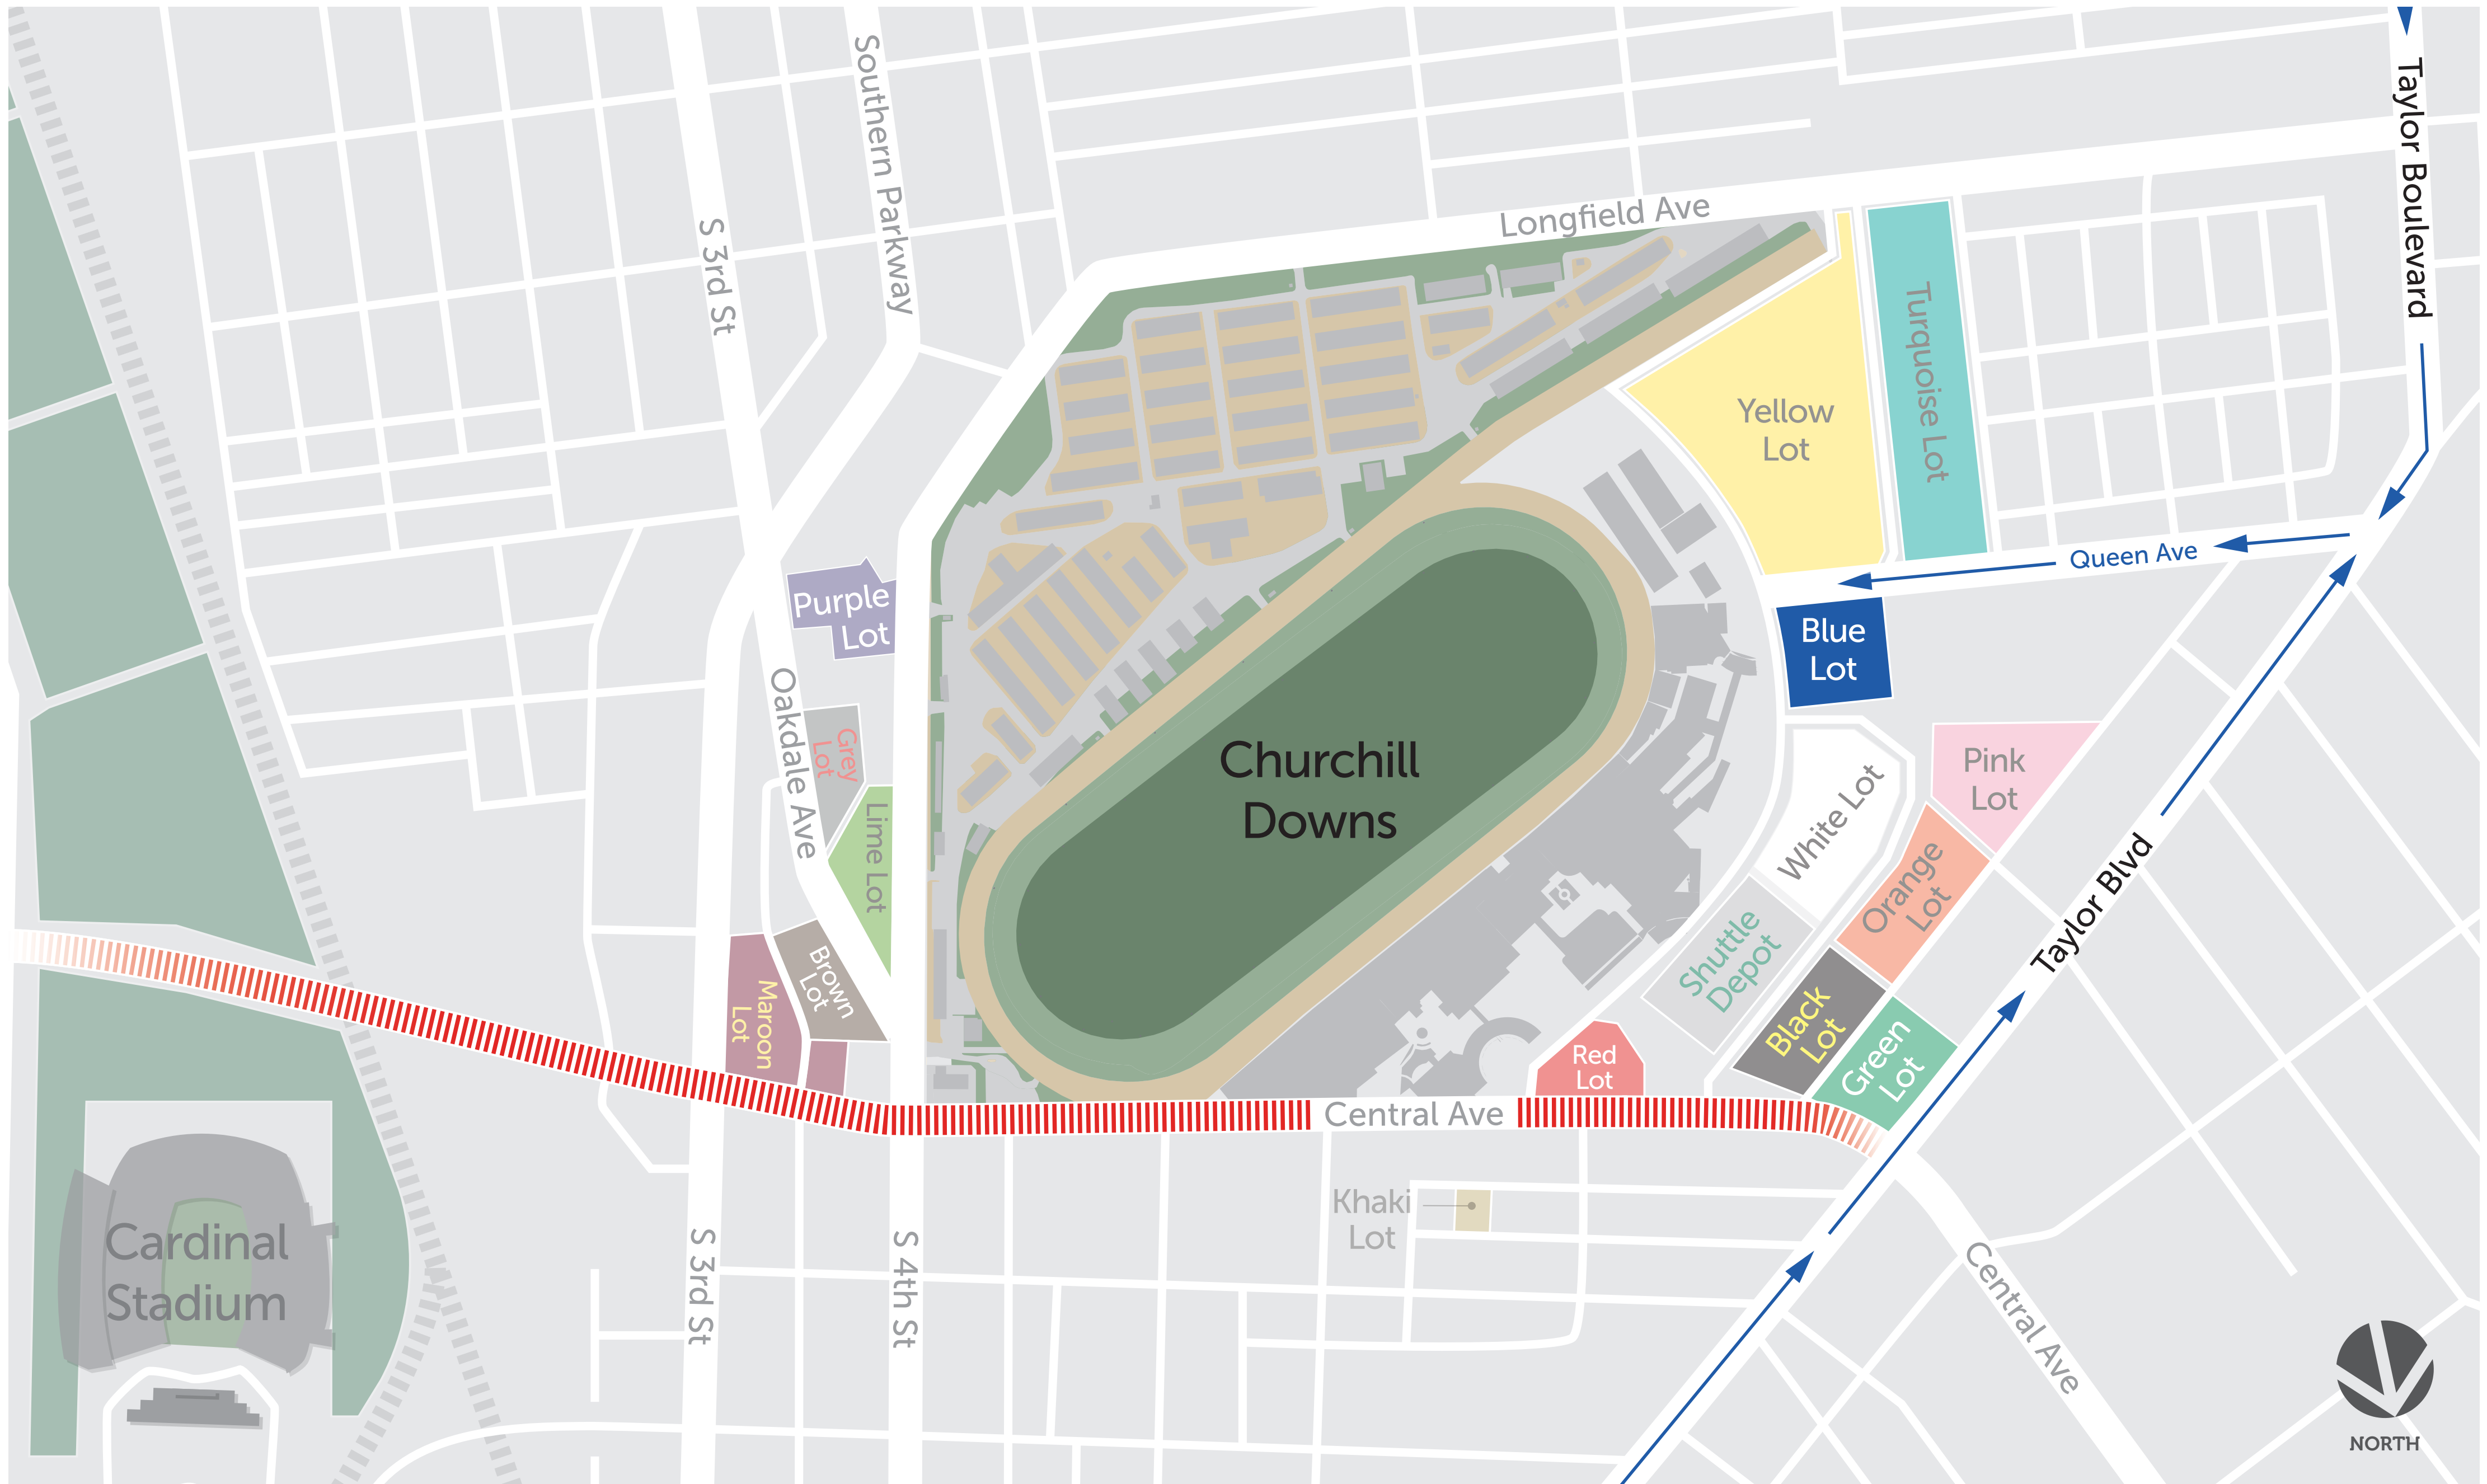 Southern Parkway
S 3rd St
Longfield Ave
Taylor Boulevard
Turquoise Lot
Yellow
Lot
Queen Ave
Purple
Lot
Blue
Lot
Oakdale Ave
Grey
Lot
Lime Lot
Churchill
Downs
White Lot
Pink
Lot
Orange
Lot
Taylor Blvd
Shuttle
Depot
Brown
Lot
Maroon
Lot
Black
Lot
Green
Lot
Red
Lot
Central Ave
Khaki
Lot
Cardinal
Stadium
S 3rd St
S 4th St
Central Ave
NORTH